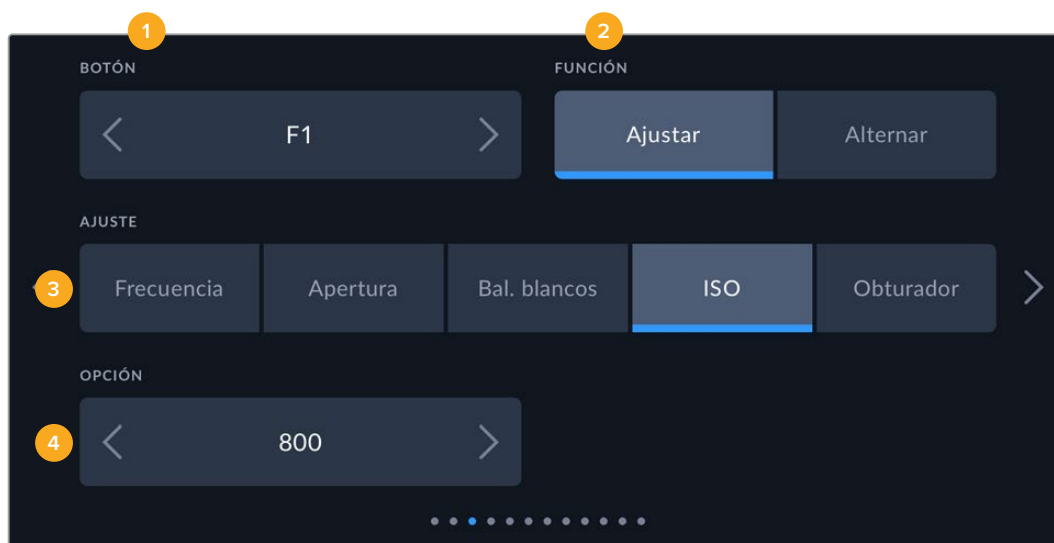 1 2
BOTÓN FUNCIÓN
F1 Ajustar Alternar
AJUSTE
3 Frecuencia Apertura Bal. blancos ISO Obturador
OPCIÓN
4 800